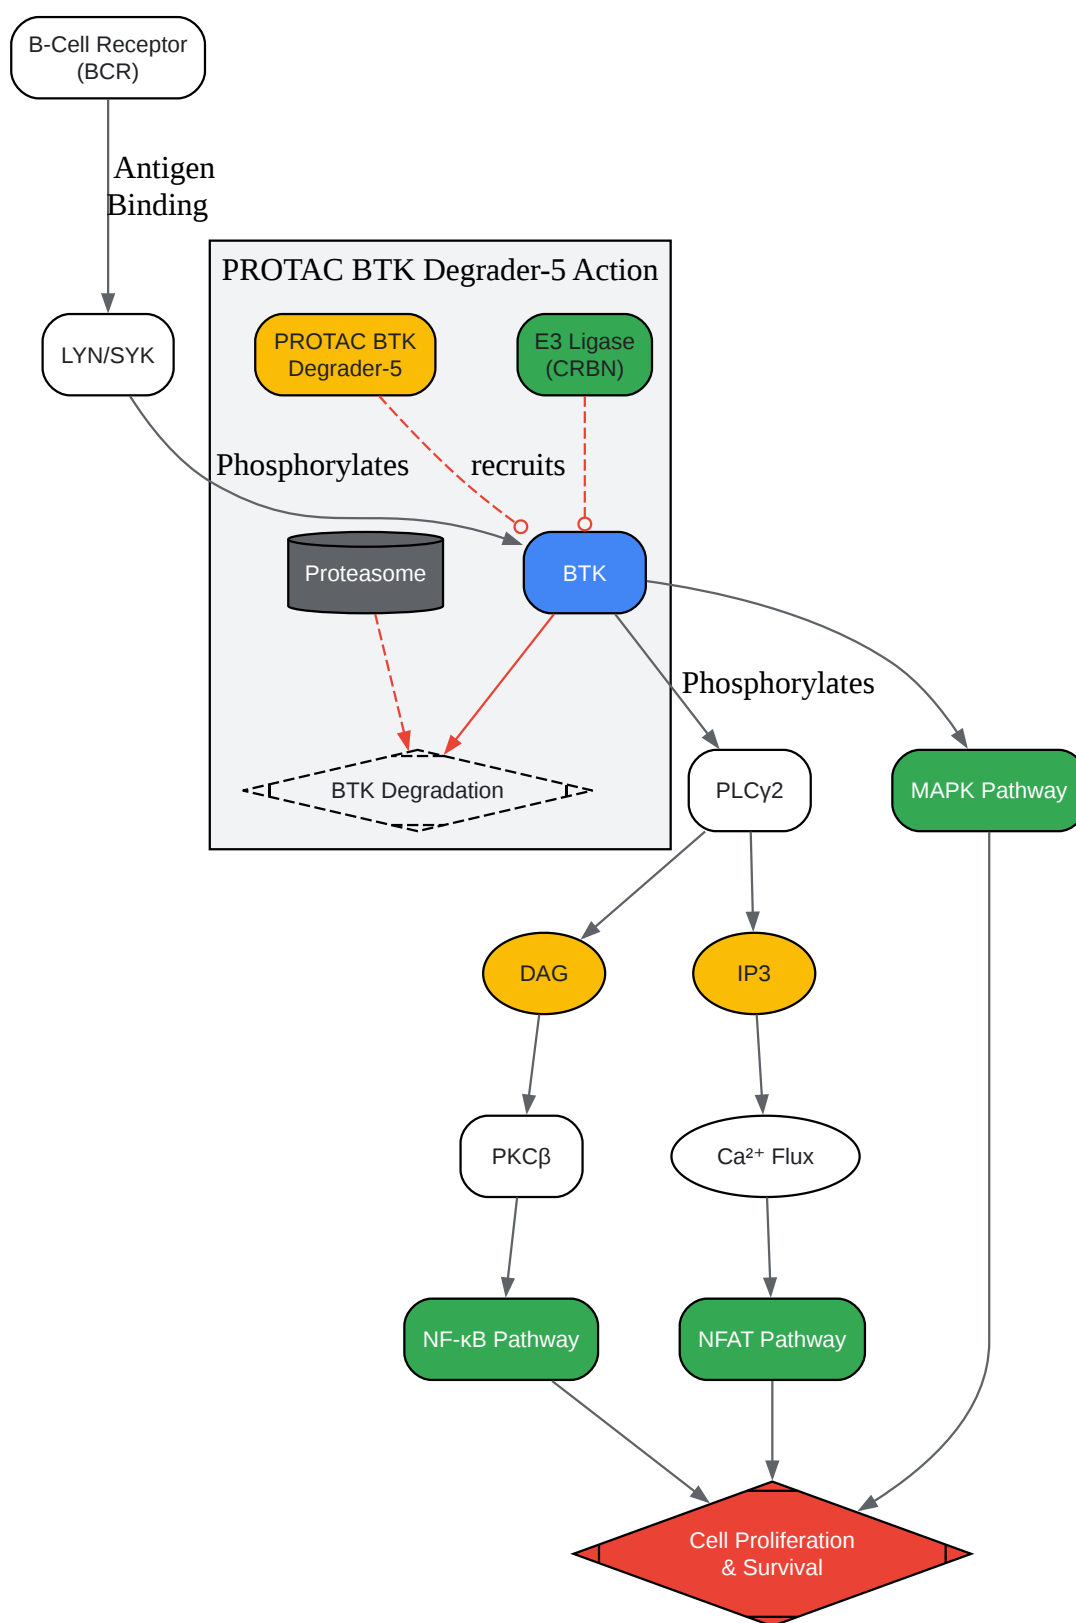 B-Cell Receptor
(BCR)
Antigen
Binding
PROTAC BTK Degrader-5 Action
LYN/SYK
PROTAC BTK
Degrader-5
E3 Ligase
(CRBN)
Phosphorylates
recruits
Proteasome
BTK
Phosphorylates
BTK Degradation
PLCγ2
MAPK Pathway
DAG
IP3
PKCβ
Ca²⁺ Flux
NF-κB Pathway
NFAT Pathway
Cell Proliferation
& Survival